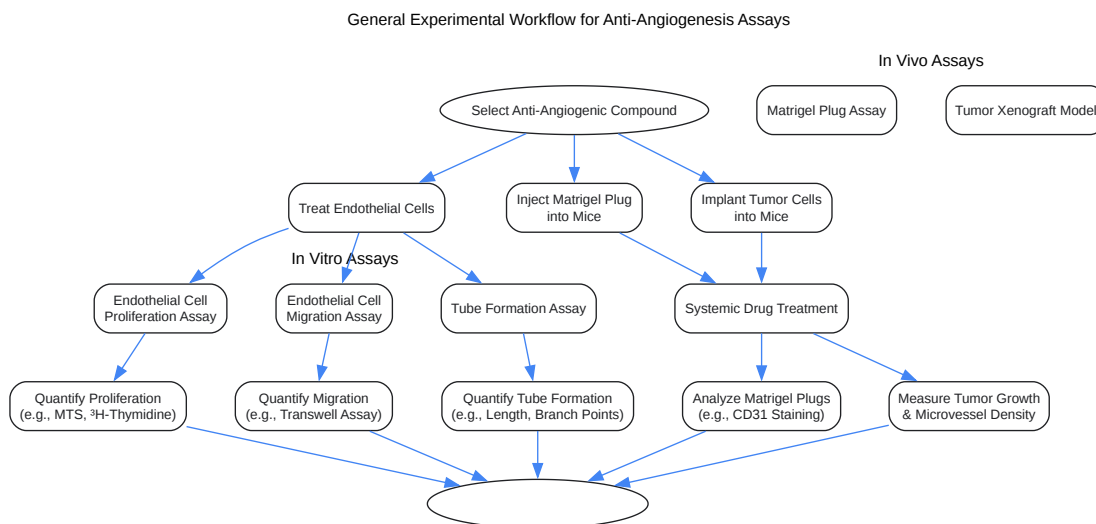 General Experimental Workflow for Anti-Angiogenesis Assays
In Vivo Assays
Select Anti-Angiogenic Compound
Matrigel Plug Assay
Tumor Xenograft Model
Treat Endothelial Cells
Inject Matrigel Plug
into Mice
Implant Tumor Cells
into Mice
In Vitro Assays
Endothelial Cell
Proliferation Assay
Endothelial Cell
Migration Assay
Tube Formation Assay
Systemic Drug Treatment
Quantify Proliferation
(e.g., MTS, ³H-Thymidine)
Quantify Migration
(e.g., Transwell Assay)
Quantify Tube Formation
(e.g., Length, Branch Points)
Analyze Matrigel Plugs
(e.g., CD31 Staining)
Measure Tumor Growth
& Microvessel Density